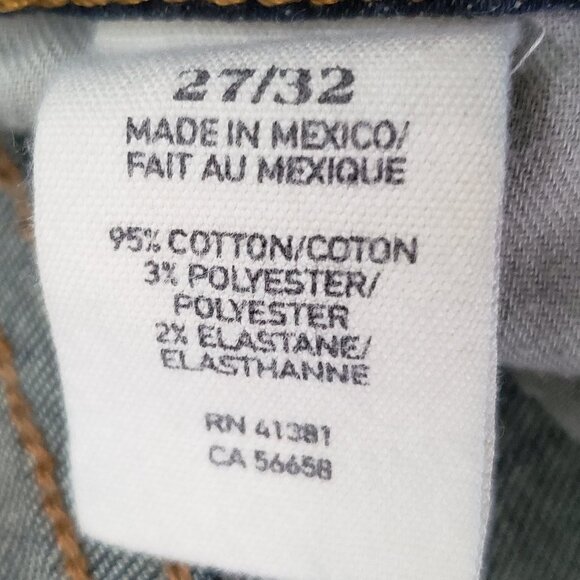 27/32
MADE IN MEXICO/
FAIT AU MEXIQUE
95% COTTON/COTON
3% POLYESTER/
POLYESTER
2% ELASTANE/
ELASTHANNE
RN 41381
CA 56658